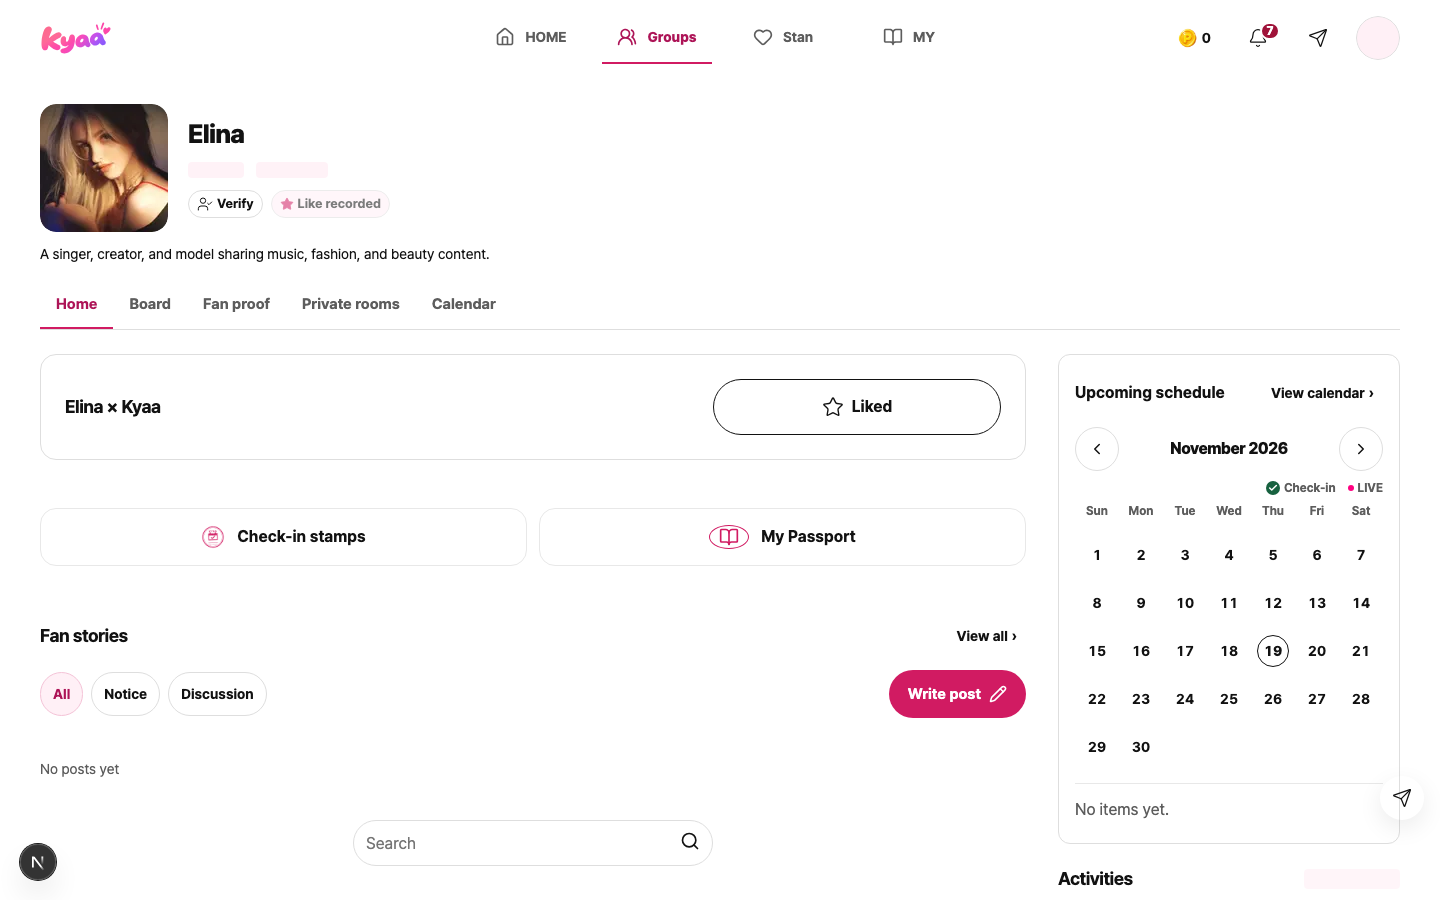 kyaa
HOME
Groups
Stan
MY
0
7
Elina
Verify
Like recorded
A singer, creator, and model sharing music, fashion, and beauty content.
Home
Board
Fan proof
Private rooms
Calendar
Elina × Kyaa
Liked
Check-in stamps
My Passport
Fan stories
View all ›
All
Notice
Discussion
Write post
No posts yet
Search
N
Upcoming schedule
View calendar ›
November 2026
Check-in
LIVE
Sun Mon Tue Wed Thu Fri Sat
1 2 3 4 5 6 7
8 9 10 11 12 13 14
15 16 17 18 19 20 21
22 23 24 25 26 27 28
29 30
No items yet.
Activities